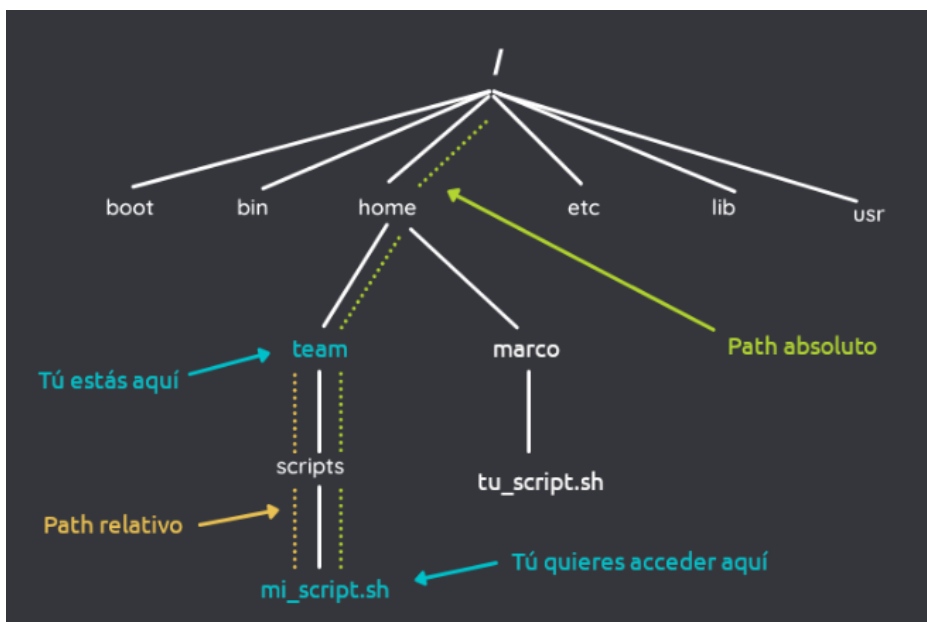 /
boot
bin
home
etc
lib
usr
team
marco
Path absoluto
Tú estás aquí
scripts
tu_script.sh
Path relativo
Tú quieres acceder aquí
mi_script.sh